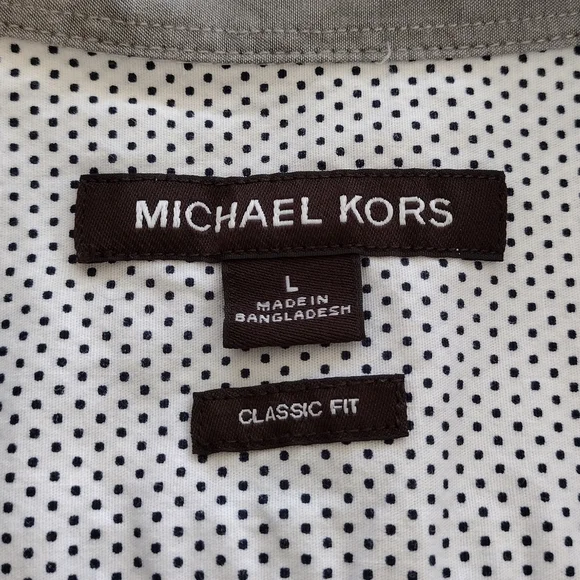 MICHAEL KORS
L
MADE IN
BANGLADESH
CLASSIC FIT